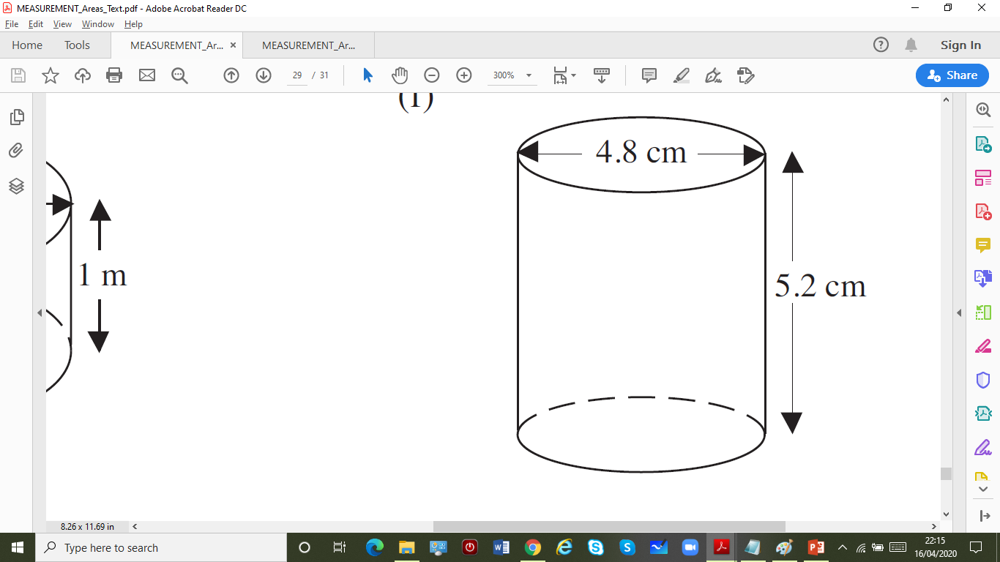 MEASUREMENT_Areas_Text.pdf - Adobe Acrobat Reader DC
File Edit View Window Help
Home Tools MEASUREMENT_Ar... × MEASUREMENT_Ar... Sign In
29 / 31 300% Share
(f)
4.8 cm
1 m
5.2 cm
8.26 x 11.69 in
Type here to search
22:15
16/04/2020